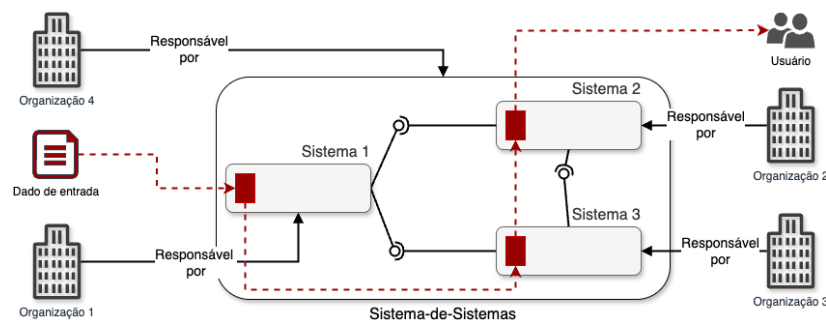 Responsável
por
Organização 4
Usuário
Sistema 2
Sistema 1
Responsável
por
Dado de entrada
Organização 2
Sistema 3
Responsável
por
Responsável
por
Organização 1
Organização 3
Sistema-de-Sistemas